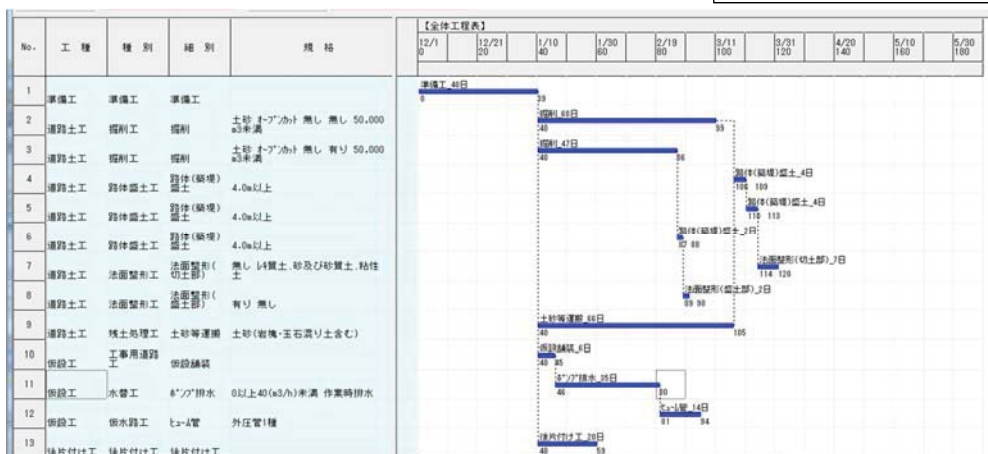 【全体工程表】
No. 工 種 種 別 細 別 規 格
12/1 12/21 1/10 1/30 2/19 3/11 3/31 4/20 5/10 5/30
0 20 40 60 80 100 120 140 160 180
1 準備工 準備工 準備工
準備工_40日
0 39
2 道路土工 掘削工 掘削 土砂 ｵｰﾌﾟﾝｶｯﾄ 無し 無し 50,000
m3未満
掘削_60日
40 99
3 道路土工 掘削工 掘削 土砂 ｵｰﾌﾟﾝｶｯﾄ 無し 有り 50,000
m3未満
掘削_47日
40 86
4 道路土工 路体盛土工 路体(築堤)
盛土 4.0m以上
路体(築堤)盛土_4日
106 109
5 道路土工 路体盛土工 路体(築堤)
盛土 4.0m以上
路体(築堤)盛土_4日
110 113
6 道路土工 路体盛土工 路体(築堤)
盛土 4.0m以上
路体(築堤)盛土_2日
87 88
7 道路土工 法面整形工 法面整形(
切土部) 無し ﾚｷ質土、砂及び砂質土、粘性
土
法面整形(切土部)_7日
114 120
8 道路土工 法面整形工 法面整形(
盛土部) 有り 無し
法面整形(盛土部)_2日
89 90
9 道路土工 残土処理工 土砂等運搬 土砂(岩塊・玉石混り土含む)
土砂等運搬_66日
40 105
10 仮設工 工事用道路
工 仮設舗装
仮設舗装_6日
40 45
11 仮設工 水替工 ﾎﾟﾝﾌﾟ排水 0以上40(m3/h)未満 作業時排水
ﾎﾟﾝﾌﾟ排水_35日
46 80
12 仮設工 仮水路工 ﾋｭｰﾑ管 外圧管1種
ﾋｭｰﾑ管_14日
81 94
13 後片付け工 後片付け工 後片付け工
後片付け工_20日
40 59